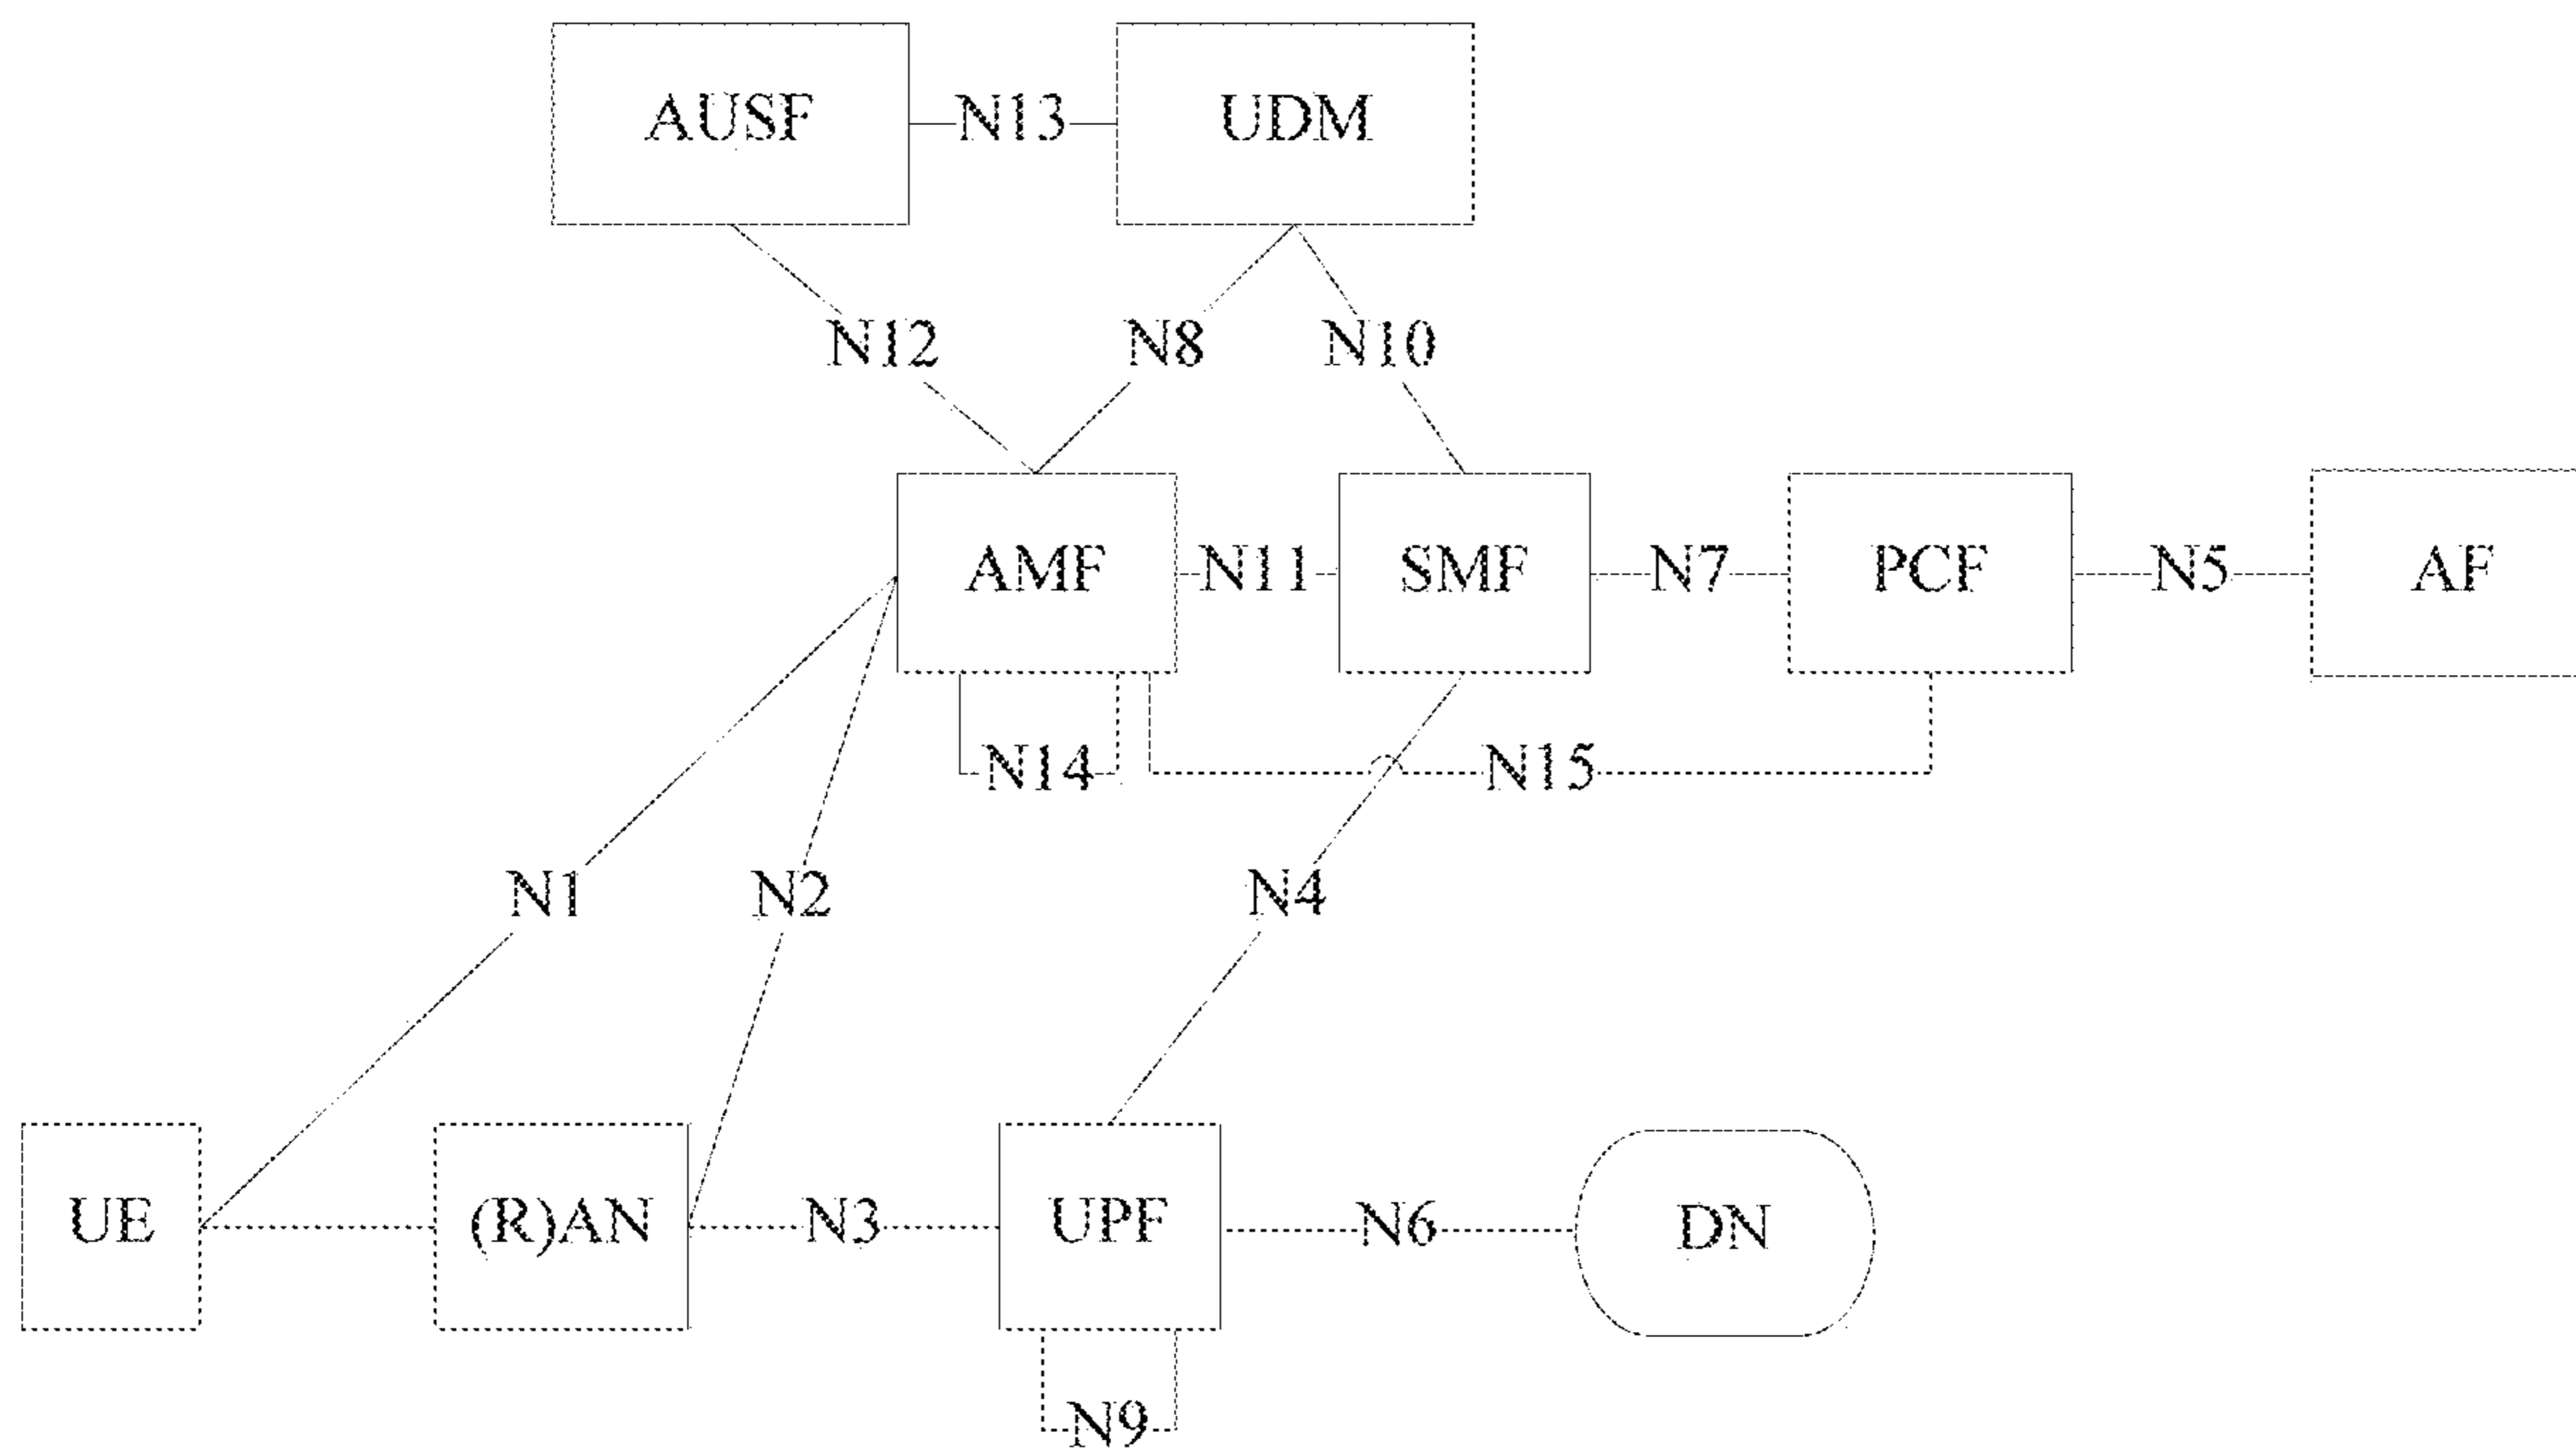 AUSF N13 UDM
N12 N8 N10
AMF N11 SMF N7 PCF N5 AF
N14 N15
N1 N2 N4
UE (R)AN N3 UPF N6 DN
N9